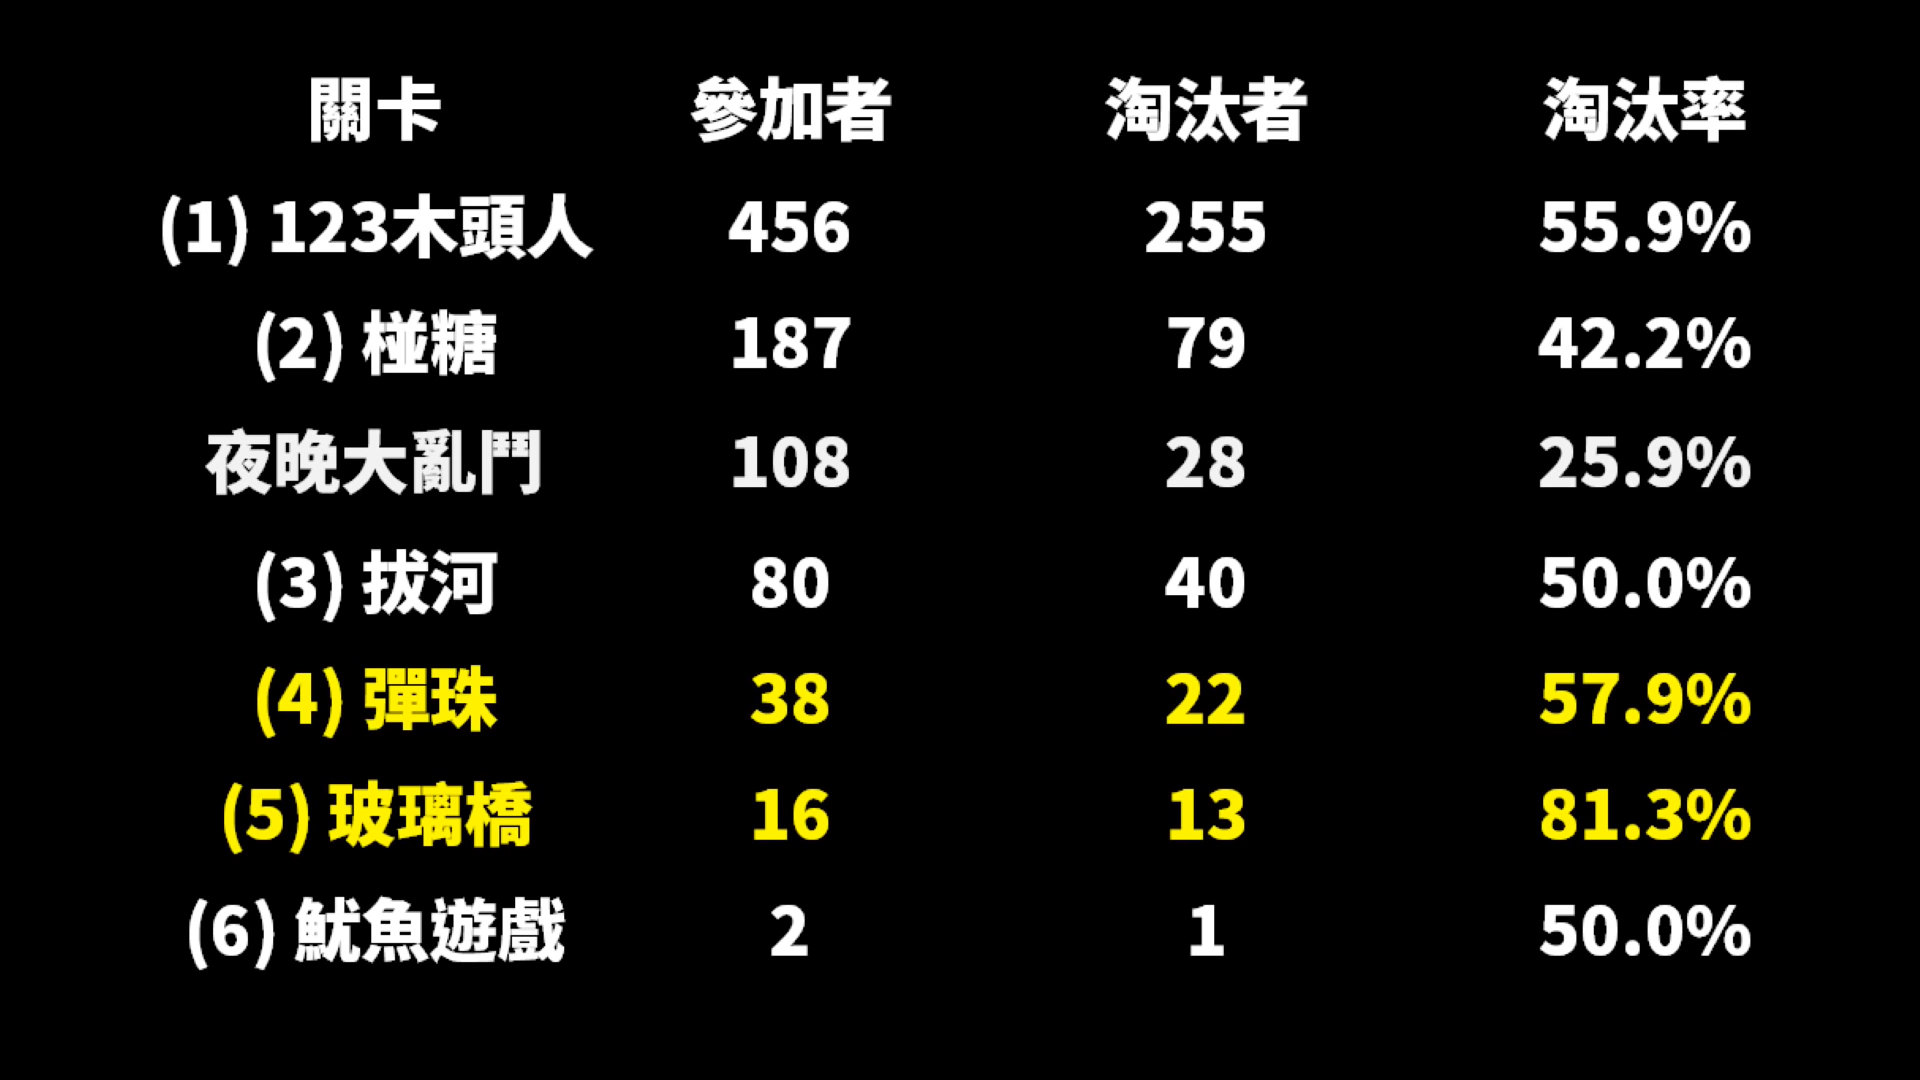 關卡 參加者 淘汰者 淘汰率
(1) 123木頭人 456 255 55.9%
(2) 椪糖 187 79 42.2%
夜晚大亂鬥 108 28 25.9%
(3) 拔河 80 40 50.0%
(4) 彈珠 38 22 57.9%
(5) 玻璃橋 16 13 81.3%
(6) 魷魚遊戲 2 1 50.0%